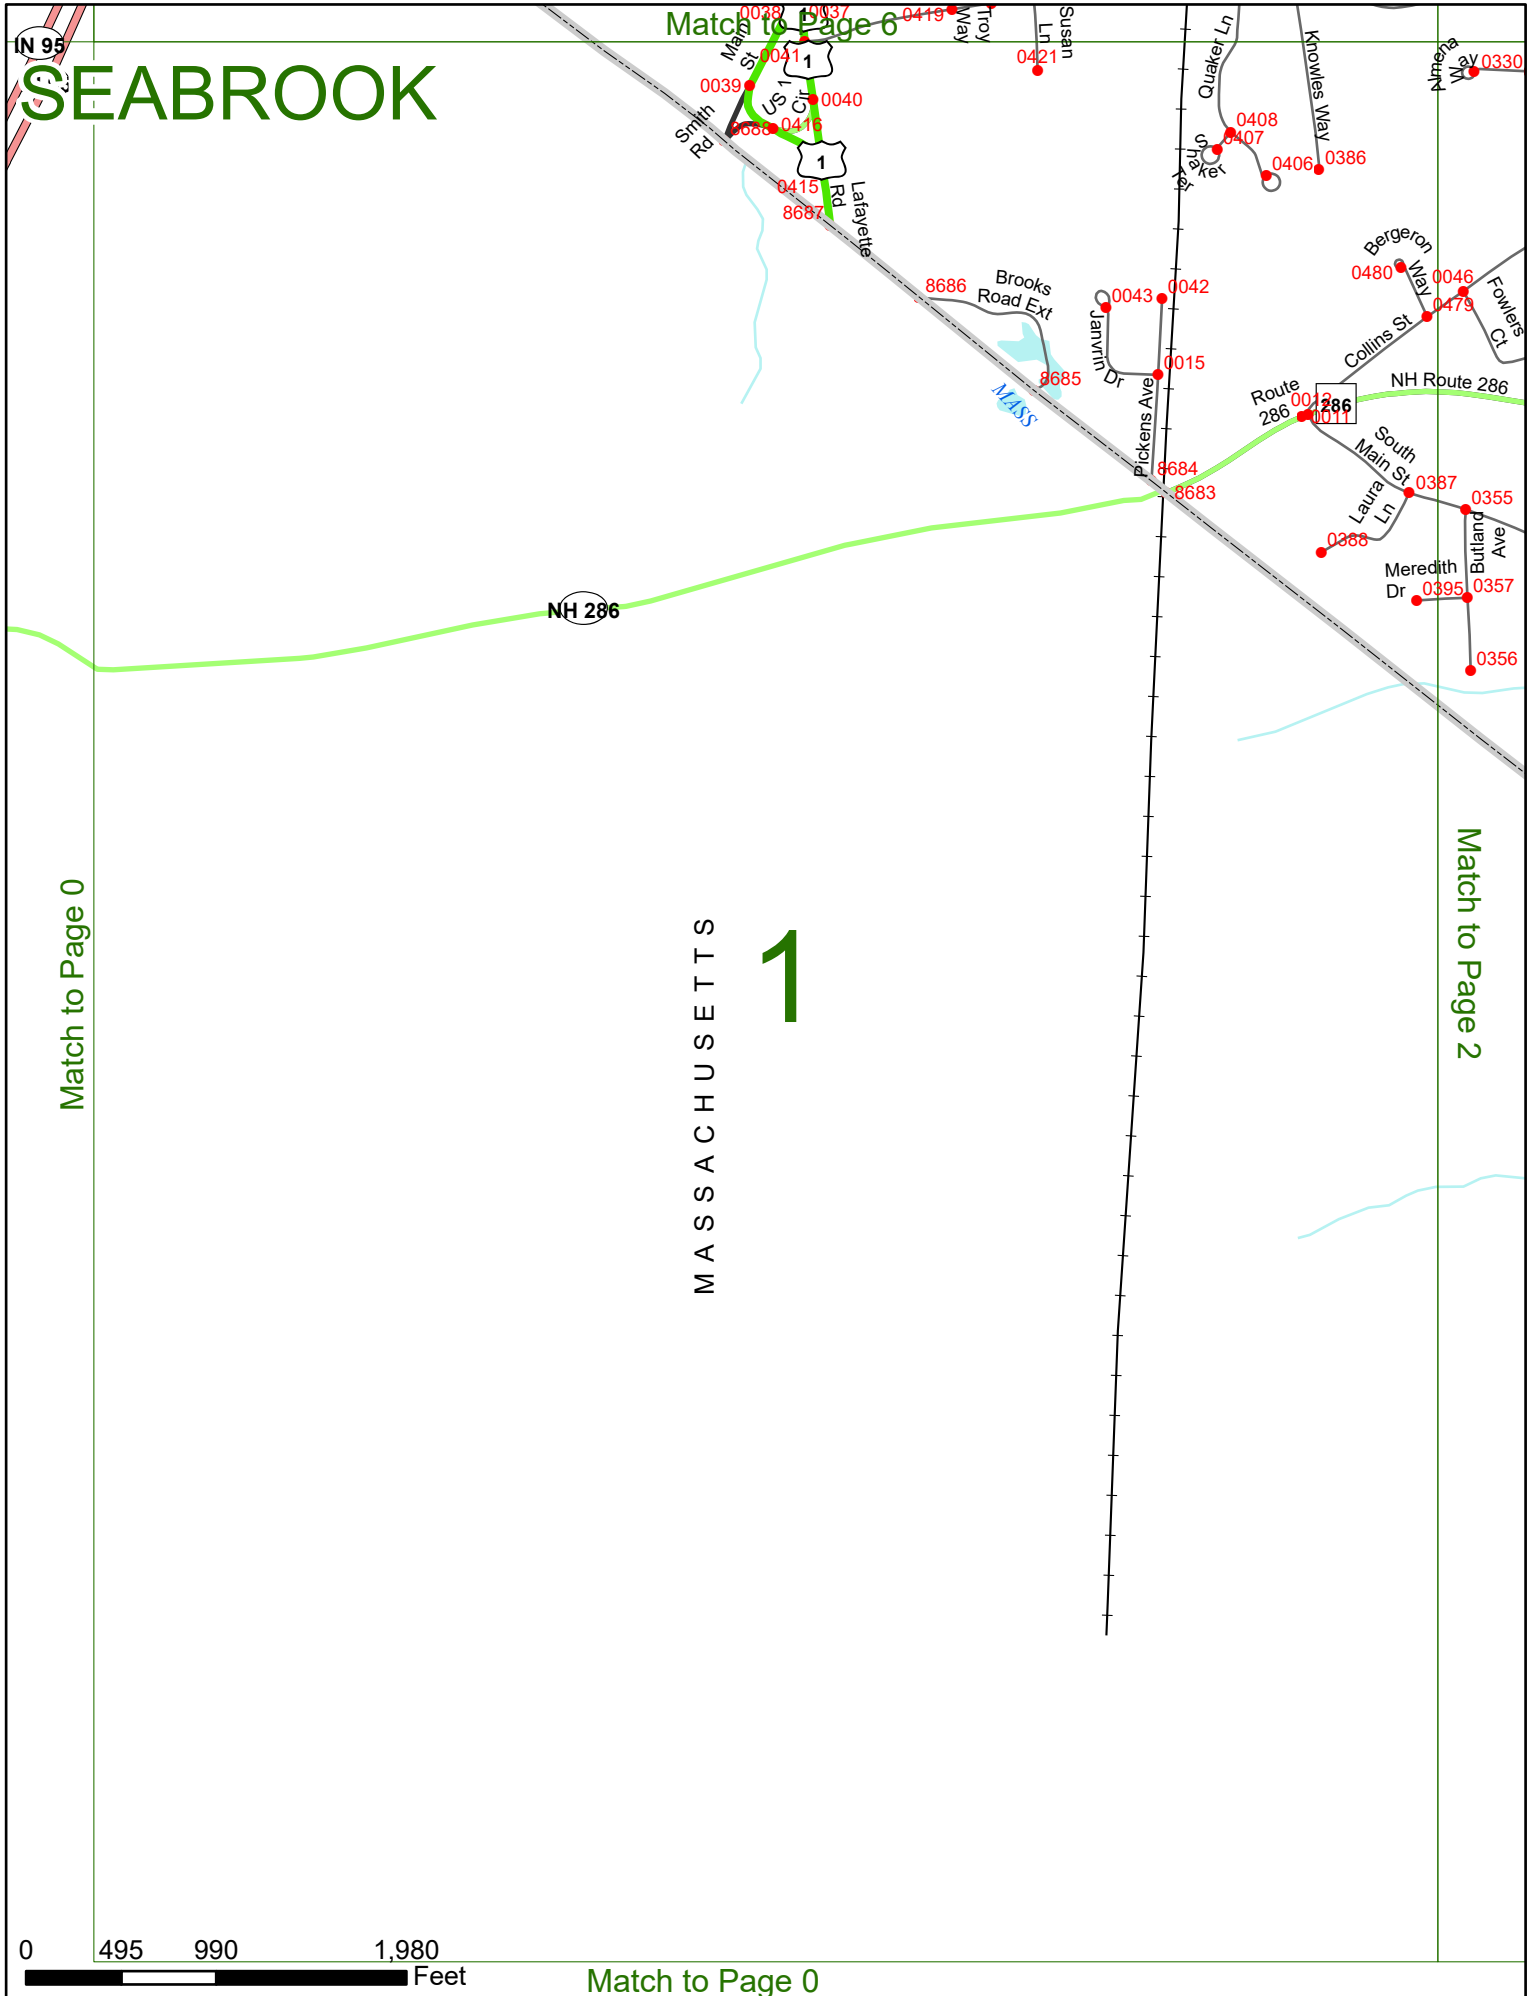 Match to Page 6
IN 95
SEABROOK
0038
1
0037
0419
Way
Troy
Susan
Ln
0421
Main
St
0041
1
0039
US 1
Cir
0040
Smith
Rd
8688
0416
1
0415
Rd
Lafayette
8687
Quaker Ln
Knowles Way
Almena
Way
0330
0408
0407
0406
0386
8686
Brooks
Road Ext
8685
MASS
0043
0042
Janvrin Dr
0015
Pickens Ave
8684
8683
Bergeron
Way
0480
0046
0479
Fowlers
Ct
Collins St
NH Route 286
Route
286
0012
286
0011
South
Main St
0387
0355
Laura
Ln
0388
Butland
Ave
Meredith
Dr
0395
0357
0356
NH 286
Match to Page 0
MASSACHUSETTS
1
Match to Page 2
0 495 990 1,980
Feet
Match to Page 0